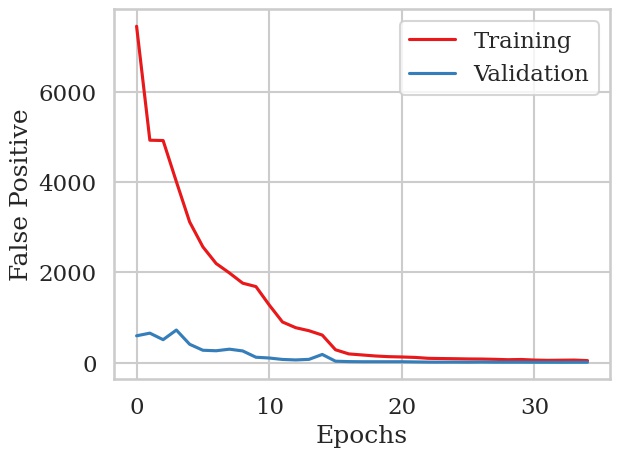 Training
Validation
False Positive
6000
4000
2000
0
0 10 20 30
Epochs